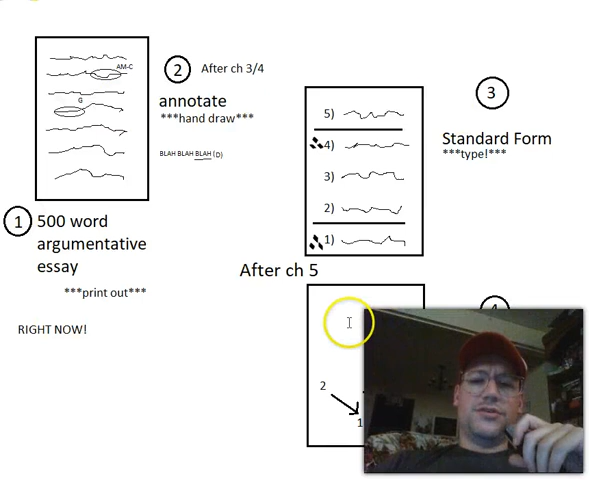 AM-C
G
2
After ch 3/4
annotate
***hand draw***
BLAH BLAH BLAH (D)
1
500 word
argumentative
essay
***print out***
RIGHT NOW!
3
Standard Form
***type!***
5)
4)
3)
2)
1)
After ch 5
2
1